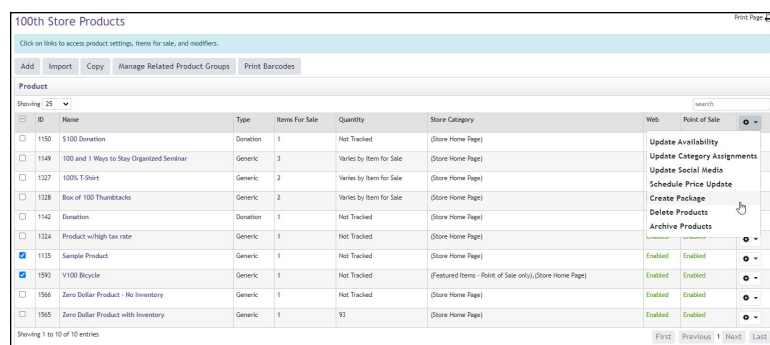 100th Store Products
Print Page
Click on links to access product settings, items for sale, and modifiers.
Add Import Copy Manage Related Product Groups Print Barcodes
Product
Showing 25 search
ID Name Type Items For Sale Quantity Store Category Web Point of Sale
1150 $100 Donation Donation 1 Not Tracked (Store Home Page)
1149 100 and 1 Ways to Stay Organized Seminar Generic 3 Varies by Item for Sale (Store Home Page)
1327 100% T-Shirt Generic 2 Varies by Item for Sale (Store Home Page)
1328 Box of 100 Thumbtacks Generic 2 Varies by Item for Sale (Store Home Page)
1142 Donation Donation 1 Not Tracked (Store Home Page)
1324 Product w/high tax rate Generic 1 Not Tracked (Store Home Page) Enabled Enabled
Update Availability
Update Category Assignments
Update Social Media
Schedule Price Update
Create Package
Delete Products
Archive Products
1135 Sample Product Generic 1 Not Tracked (Store Home Page) Enabled Enabled
1593 V100 Bicycle Generic 1 Not Tracked (Featured Items - Point of Sale only),(Store Home Page) Enabled Enabled
1566 Zero Dollar Product - No Inventory Generic 1 Not Tracked (Store Home Page) Enabled Enabled
1565 Zero Dollar Product with Inventory Generic 1 93 (Store Home Page) Enabled Enabled
Showing 1 to 10 of 10 entries
First Previous 1 Next Last